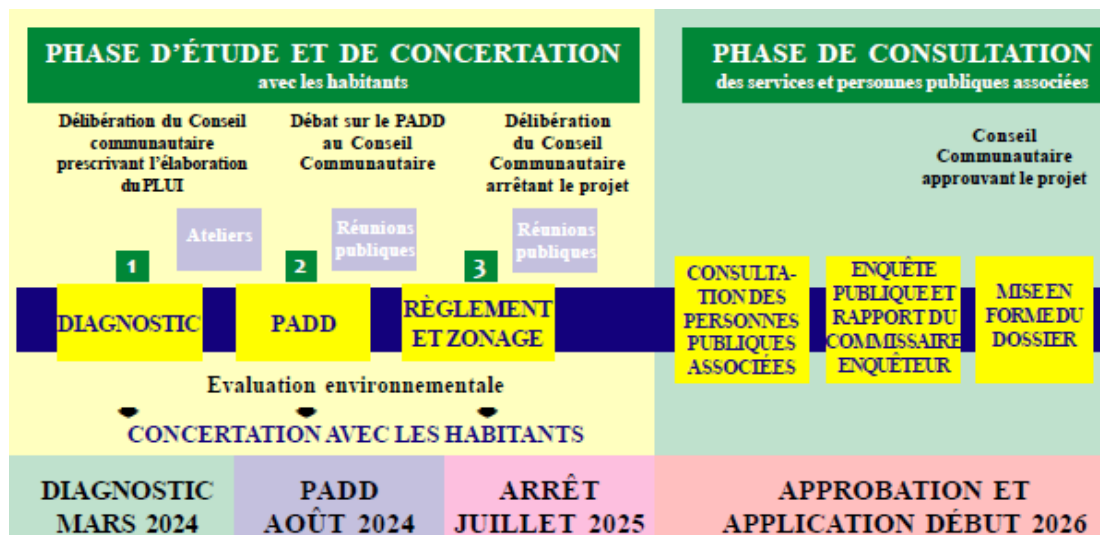 PHASE D'ÉTUDE ET DE CONCERTATION
avec les habitants
PHASE DE CONSULTATION
des services et personnes publiques associées
Délibération du Conseil
communautaire
prescrivant l'élaboration
du PLUI
Débat sur le PADD
au Conseil
Communautaire
Délibération
du Conseil
Communautaire
arrêtant le projet
Conseil
Communautaire
approuvant le projet
Ateliers
Réunions
publiques
Réunions
publiques
1
2
3
DIAGNOSTIC
PADD
RÈGLEMENT
ET ZONAGE
CONSULTA-
TION DES
PERSONNES
PUBLIQUES
ASSOCIÉES
ENQUÊTE
PUBLIQUE ET
RAPPORT DU
COMMISSAIRE
ENQUÊTEUR
MISE EN
FORME DU
DOSSIER
Evaluation environnementale
CONCERTATION AVEC LES HABITANTS
DIAGNOSTIC
MARS 2024
PADD
AOÛT 2024
ARRÊT
JUILLET 2025
APPROBATION ET
APPLICATION DÉBUT 2026